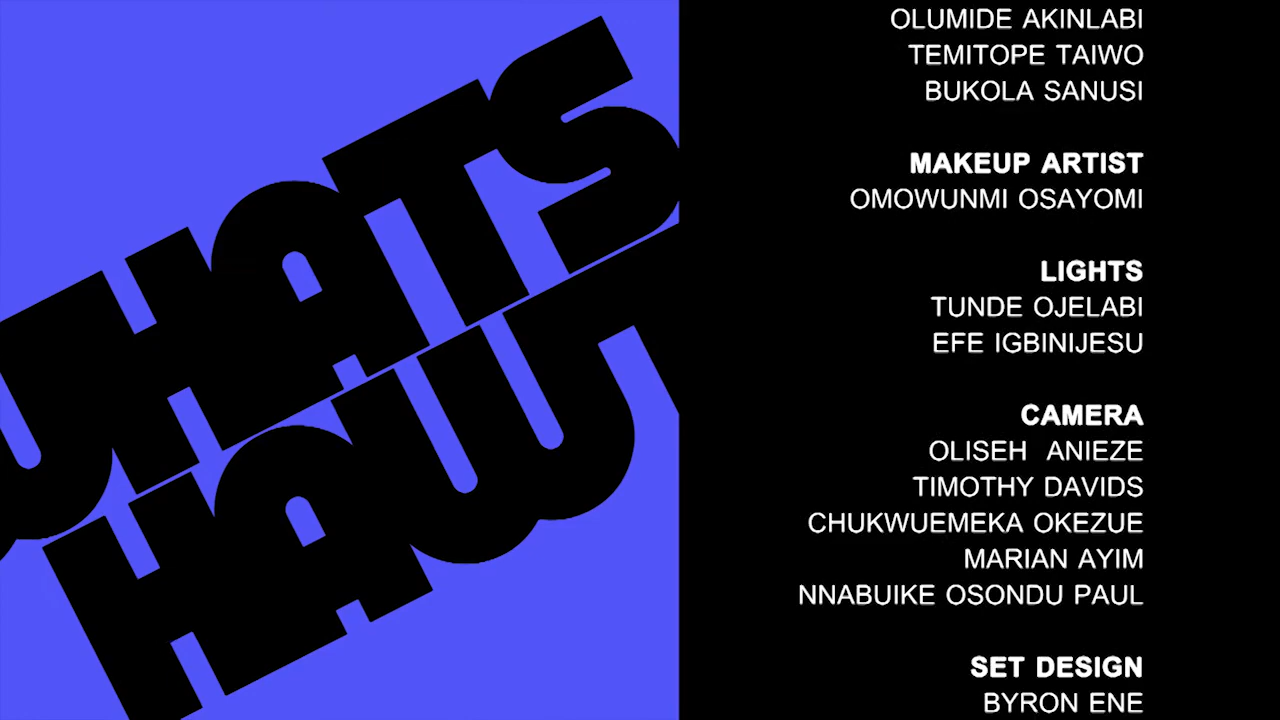 WHATS
HAWT
OLUMIDE AKINLABI
TEMITOPE TAIWO
BUKOLA SANUSI
MAKEUP ARTIST
OMOWUNMI OSAYOMI
LIGHTS
TUNDE OJELABI
EFE IGBINIJESU
CAMERA
OLISEH ANIEZE
TIMOTHY DAVIDS
CHUKWUEMEKA OKEZUE
MARIAN AYIM
NNABUIKE OSONDU PAUL
SET DESIGN
BYRON ENE